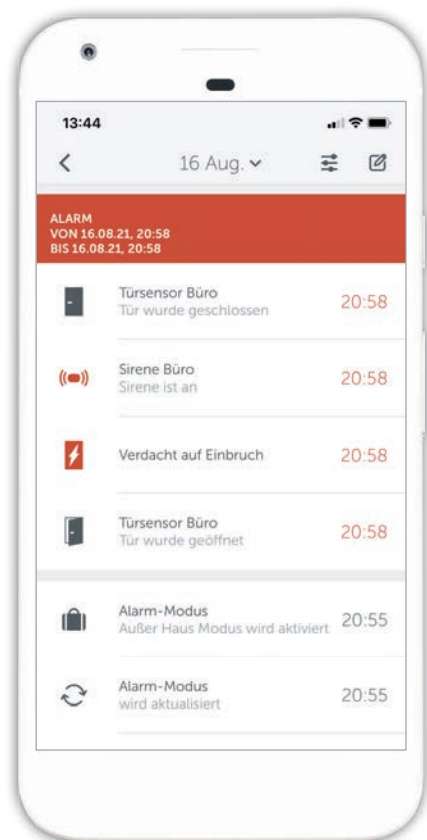 13:44
16 Aug.
ALARM
VON 16.08.21, 20:58
BIS 16.08.21, 20:58
Türsensor Büro
Tür wurde geschlossen
20:58
Sirene Büro
Sirene ist an
20:58
Verdacht auf Einbruch
20:58
Türsensor Büro
Tür wurde geöffnet
20:58
Alarm-Modus
Außer Haus Modus wird aktiviert
20:55
Alarm-Modus
wird aktualisiert
20:55